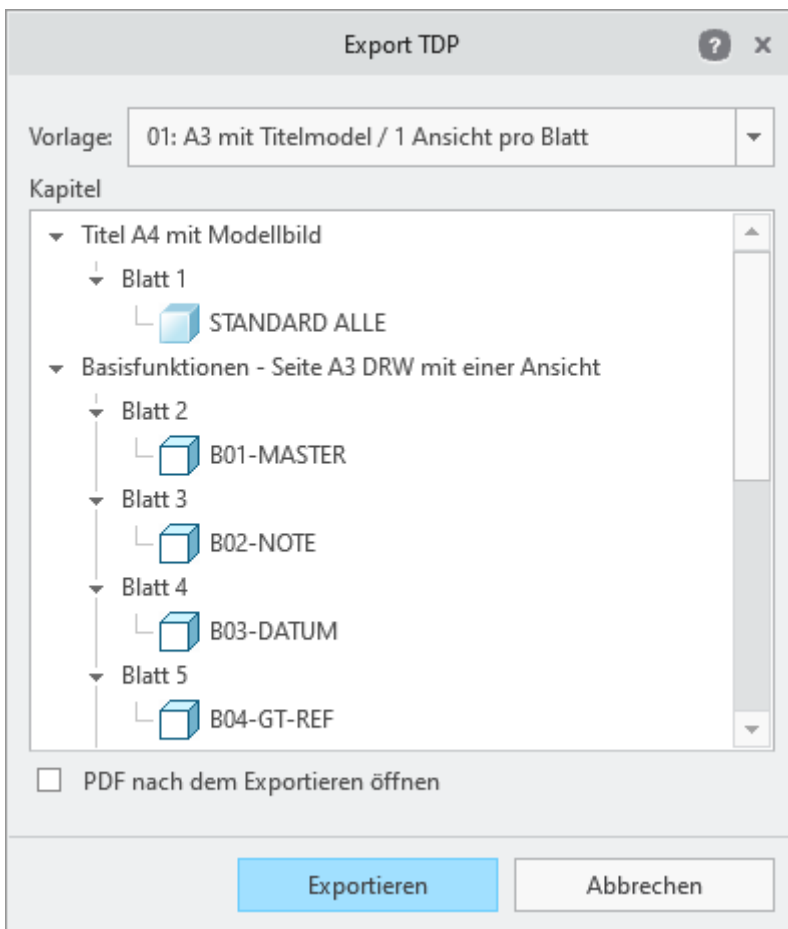 Export TDP
?
Vorlage: 01: A3 mit Titelmodel / 1 Ansicht pro Blatt
Kapitel
Titel A4 mit Modellbild
Blatt 1
STANDARD ALLE
Basisfunktionen - Seite A3 DRW mit einer Ansicht
Blatt 2
B01-MASTER
Blatt 3
B02-NOTE
Blatt 4
B03-DATUM
Blatt 5
B04-GT-REF
PDF nach dem Exportieren öffnen
Exportieren Abbrechen